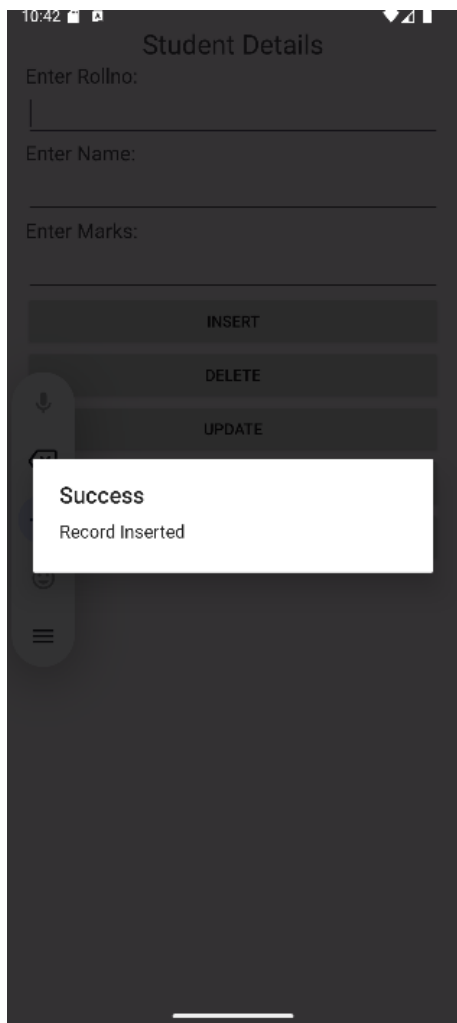 10:42
Student Details
Enter Rollno:
Enter Name:
Enter Marks:
INSERT
DELETE
UPDATE
Success
Record Inserted